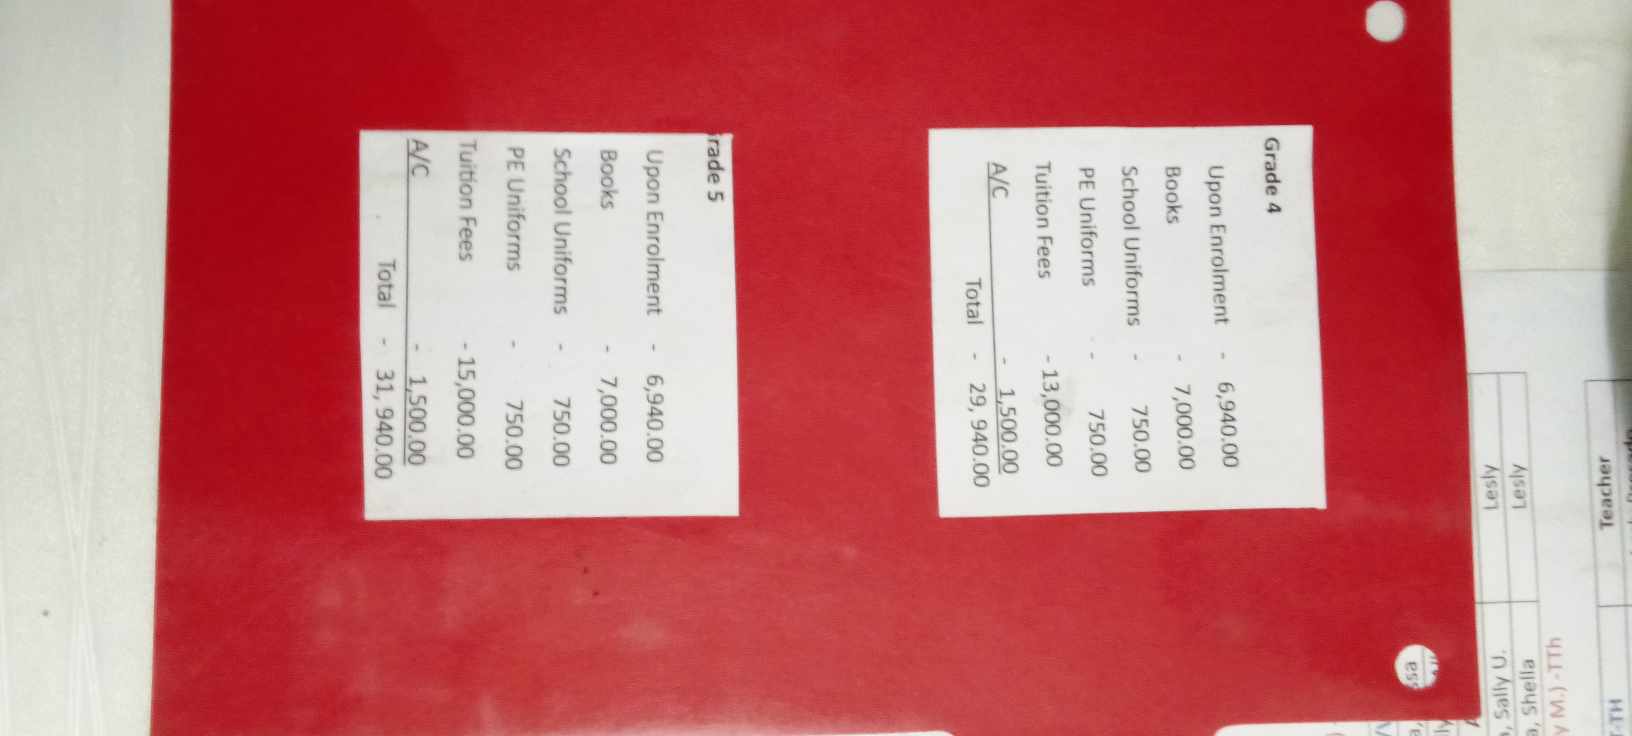 Grade 4
Upon Enrolment - 6,940.00
Books - 7,000.00
School Uniforms - 750.00
PE Uniforms - 750.00
Tuition Fees - 13,000.00
A/C - 1,500.00
Total - 29, 940.00
rade 5
Upon Enrolment - 6,940.00
Books - 7,000.00
School Uniforms - 750.00
PE Uniforms - 750.00
Tuition Fees - 15,000.00
A/C - 1,500.00
Total - 31, 940.00
Teacher
Lesly
Lesly
Shella
Sally U.
ess